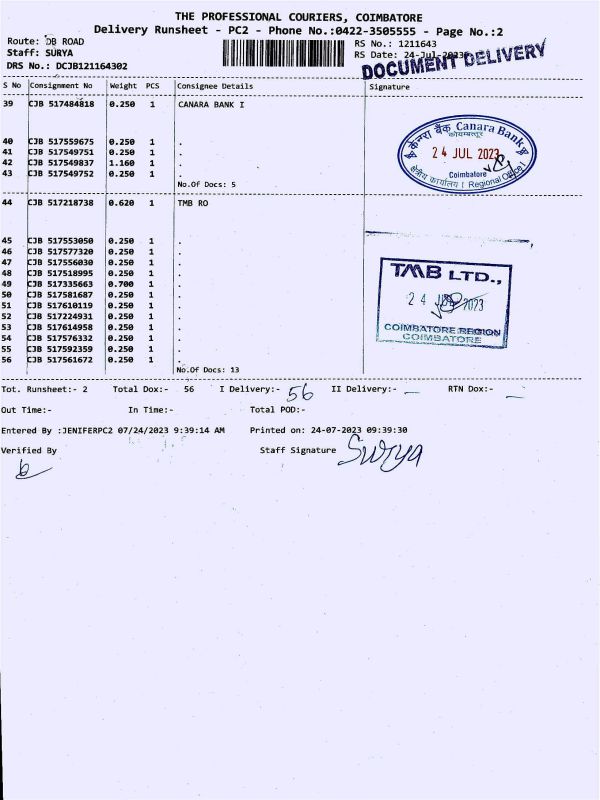 THE PROFESSIONAL COURIERS, COIMBATORE
Delivery Runsheet - PC2 - Phone No.:0422-3505555 - Page No.:2
Route: DB ROAD
RS No.: 1211643
Staff: SURYA
RS Date: 24-Jul-2023
DRS No.: DCJB121164302
DOCUMENT DELIVERY
S No Consignment No Weight PCS Consignee Details Signature
39 CJB 517484818 0.250 1 CANARA BANK I
40 CJB 517559675 0.250 1 .
41 CJB 517549751 0.250 1 .
42 CJB 517549837 1.160 1 .
43 CJB 517549752 0.250 1 .
No.Of Docs: 5
केनरा बैंक Canara Bank
कोयम्बत्तूर
24 JUL 2023
Coimbatore
क्षेत्रीय कार्यालय I Regional Office I
44 CJB 517218738 0.620 1 TMB RO
45 CJB 517553050 0.250 1 .
46 CJB 517577320 0.250 1 .
47 CJB 517556030 0.250 1 .
48 CJB 517518995 0.250 1 .
49 CJB 517335663 0.700 1 .
50 CJB 517581687 0.250 1 .
51 CJB 517610119 0.250 1 .
52 CJB 517224931 0.250 1 .
53 CJB 517614958 0.250 1 .
54 CJB 517576332 0.250 1 .
55 CJB 517592359 0.250 1 .
56 CJB 517561672 0.250 1 .
No.Of Docs: 13
TMB LTD.,
24 JUL 2023
COIMBATORE REGION
COIMBATORE
Tot. Runsheet:- 2 Total Dox:- 56 I Delivery:- 56 II Delivery:- — RTN Dox:- —
Out Time:- In Time:- Total POD:-
Entered By :JENIFERPC2 07/24/2023 9:39:14 AM Printed on: 24-07-2023 09:39:30
Verified By Staff Signature Surya